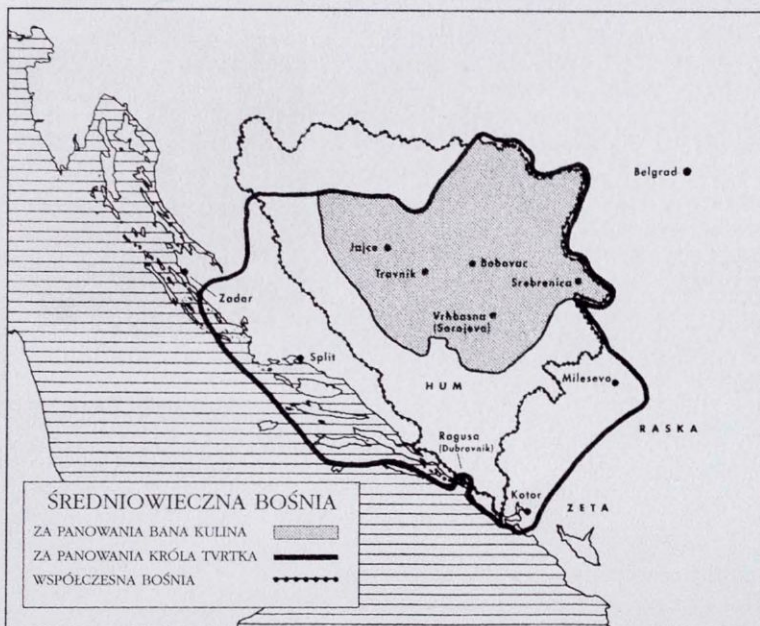 Belgrad
Jajce
Bobovac
Travnik
Srebrenica
Vrhbasna
(Sarajevo)
Zadar
Split
HUM
Mileseva
RASKA
Ragusa
(Dubrovnik)
Kotor
ZETA
ŚREDNIOWIECZNA BOŚNIA
ZA PANOWANIA BANA KULINA
ZA PANOWANIA KRÓLA TVRTKA
WSPÓŁCZESNA BOŚNIA